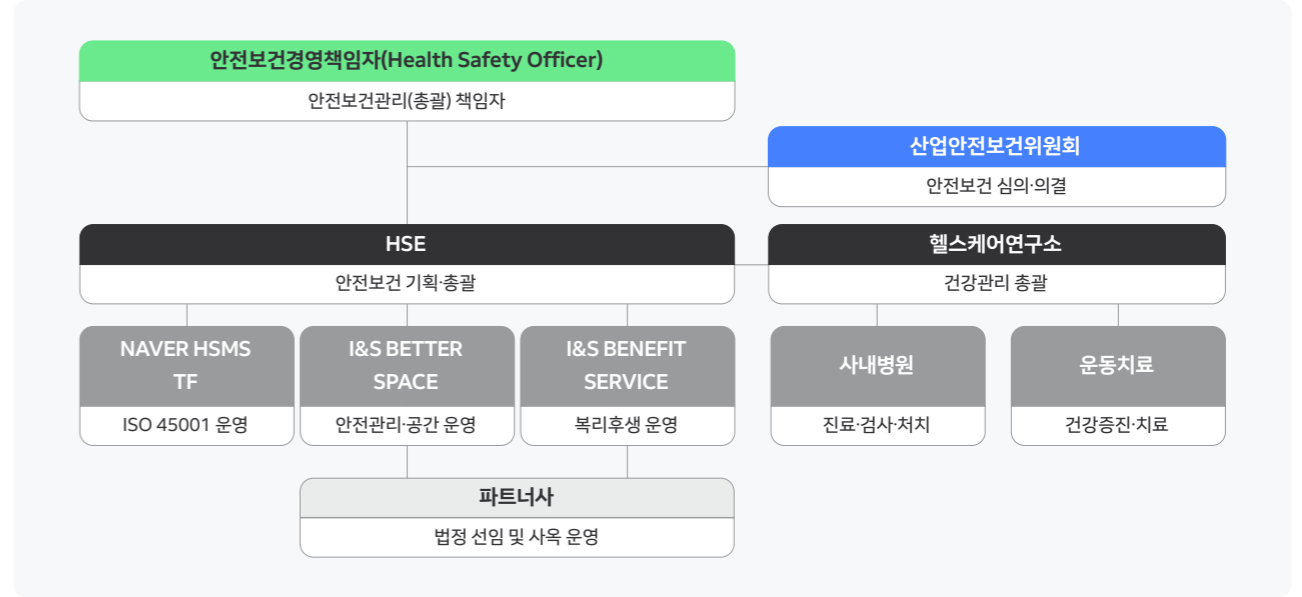 안전보건경영책임자(Health Safety Officer)
안전보건관리(총괄) 책임자
산업안전보건위원회
안전보건 심의·의결
HSE
안전보건 기획·총괄
헬스케어연구소
건강관리 총괄
NAVER HSMS
TF
ISO 45001 운영
I&S BETTER
SPACE
안전관리·공간 운영
I&S BENEFIT
SERVICE
복리후생 운영
사내병원
진료·검사·처치
운동치료
건강증진·치료
파트너사
법정 선임 및 사옥 운영